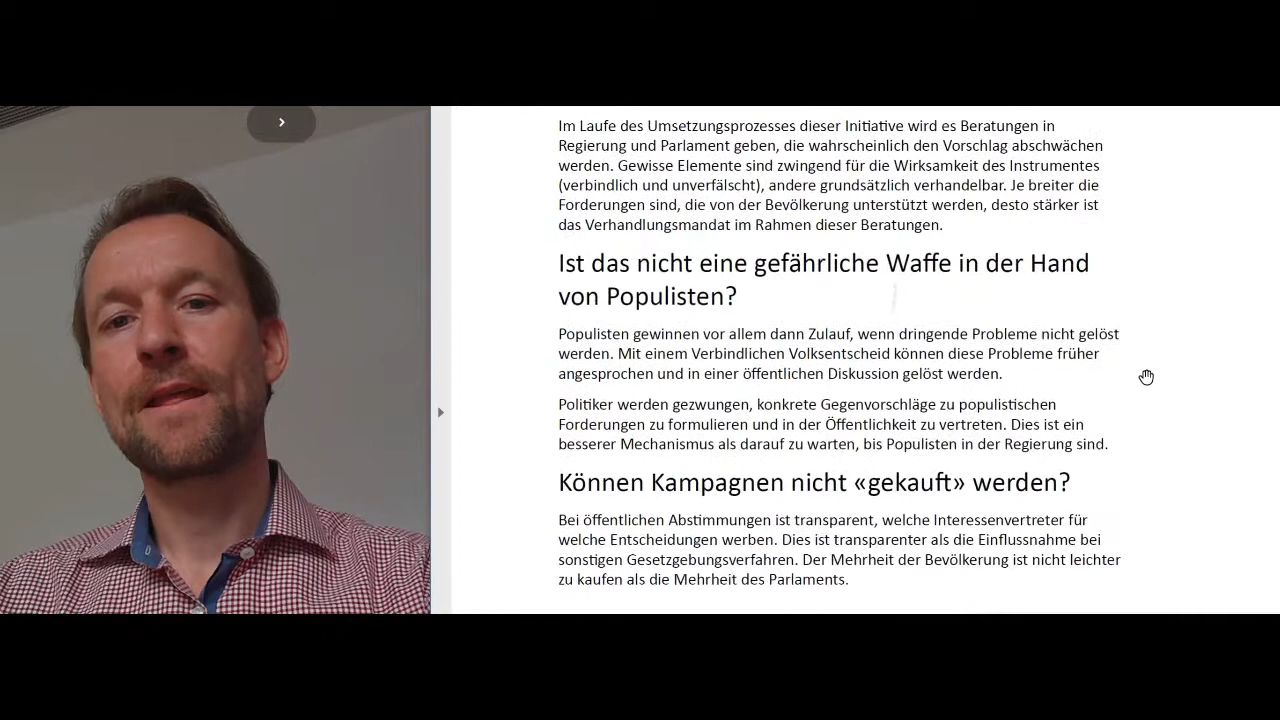 Im Laufe des Umsetzungsprozesses dieser Initiative wird es Beratungen in
Regierung und Parlament geben, die wahrscheinlich den Vorschlag abschwächen
werden. Gewisse Elemente sind zwingend für die Wirksamkeit des Instrumentes
(verbindlich und unverfälscht), andere grundsätzlich verhandelbar. Je breiter die
Forderungen sind, die von der Bevölkerung unterstützt werden, desto stärker ist
das Verhandlungsmandat im Rahmen dieser Beratungen.
Ist das nicht eine gefährliche Waffe in der Hand
von Populisten?
Populisten gewinnen vor allem dann Zulauf, wenn dringende Probleme nicht gelöst
werden. Mit einem Verbindlichen Volksentscheid können diese Probleme früher
angesprochen und in einer öffentlichen Diskussion gelöst werden.
Politiker werden gezwungen, konkrete Gegenvorschläge zu populistischen
Forderungen zu formulieren und in der Öffentlichkeit zu vertreten. Dies ist ein
besserer Mechanismus als darauf zu warten, bis Populisten in der Regierung sind.
Können Kampagnen nicht «gekauft» werden?
Bei öffentlichen Abstimmungen ist transparent, welche Interessenvertreter für
welche Entscheidungen werben. Dies ist transparenter als die Einflussnahme bei
sonstigen Gesetzgebungsverfahren. Der Mehrheit der Bevölkerung ist nicht leichter
zu kaufen als die Mehrheit des Parlaments.